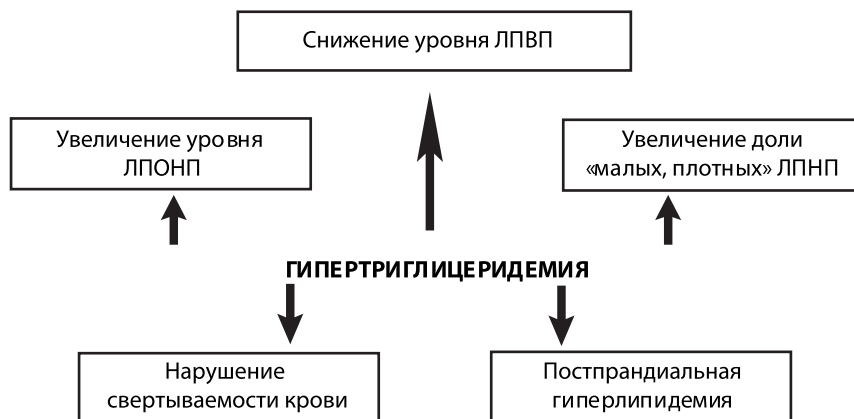 Снижение уровня ЛПВП
Увеличение уровня
ЛПОНП
Увеличение доли
«малых, плотных» ЛПНП
ГИПЕРТРИГЛИЦЕРИДЕМИЯ
Нарушение
свертываемости крови
Постпрандиальная
гиперлипидемия